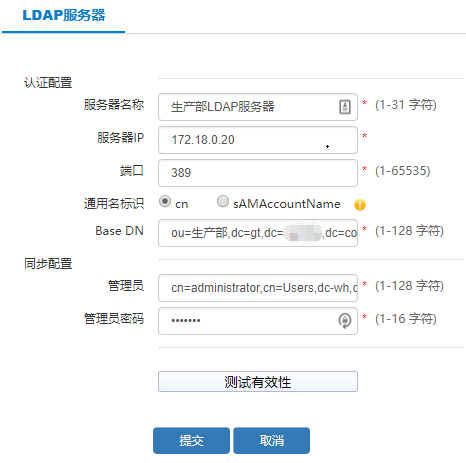 LDAP服务器
认证配置
服务器名称 生产部LDAP服务器 * (1-31 字符)
服务器IP 172.18.0.20 *
端口 389 * (1-65535)
通用名标识 cn sAMAccountName
Base DN ou=生产部,dc=gt,dc= ,dc=co * (1-128 字符)
同步配置
管理员 cn=administrator,cn=Users,dc-wh,c * (1-128 字符)
管理员密码 ••••••• * (1-16 字符)
测试有效性
提交 取消